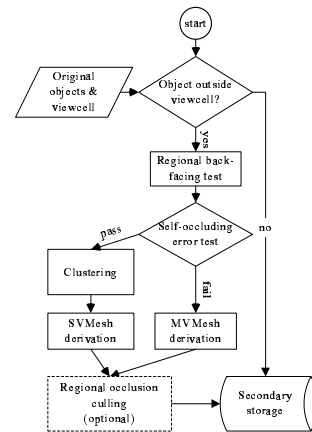 start
Original
objects &
viewcell
Object outside
viewcell?
yes
Regional back-
facing test
Self-occluding
error test
no
pass
fail
Clustering
SVMesh
derivation
MVMesh
derivation
Regional occlusion
culling
(optional)
Secondary
storage